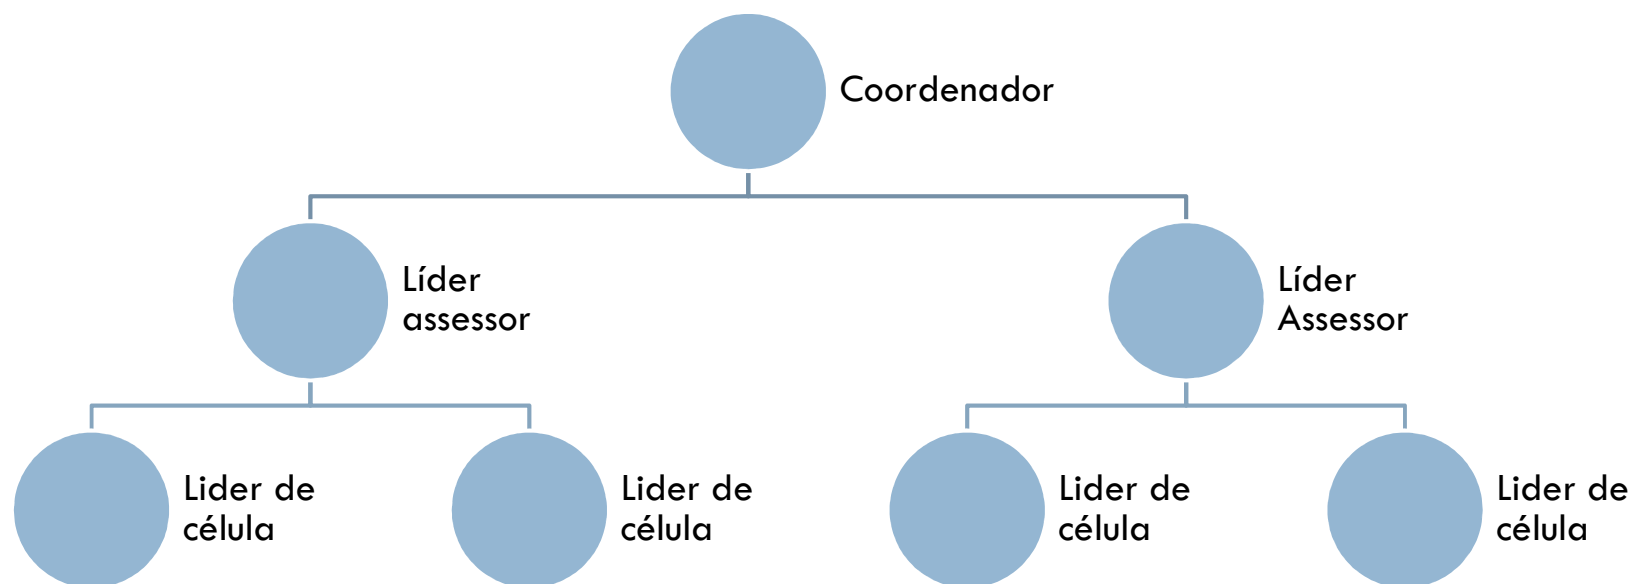 Coordenador
Líder
assessor
Líder
Assessor
Lider de
célula
Lider de
célula
Lider de
célula
Lider de
célula